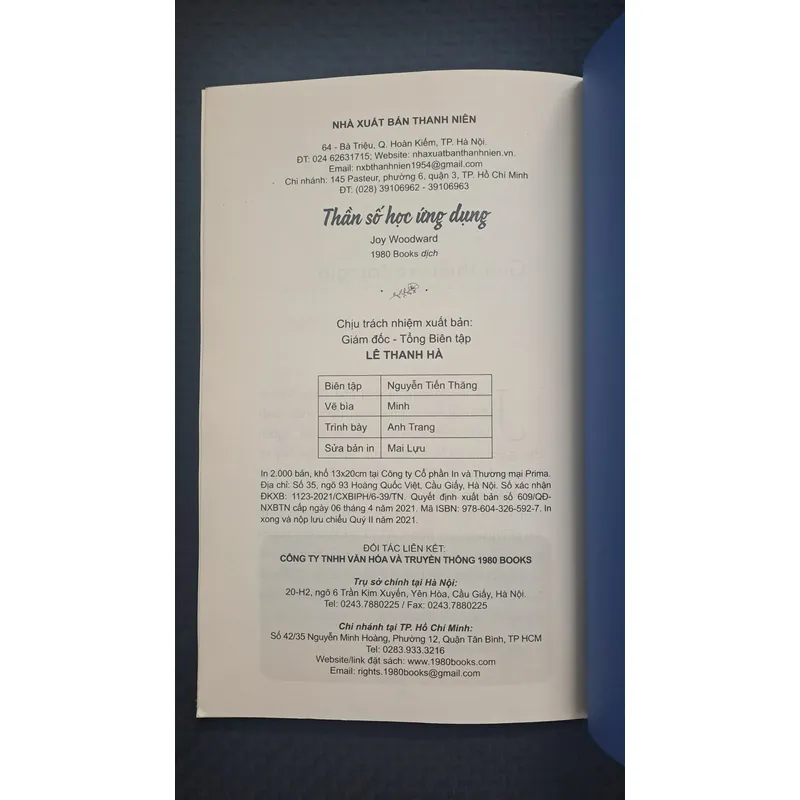 NHÀ XUẤT BẢN THANH NIÊN
64 - Bà Triệu, Q. Hoàn Kiếm, TP. Hà Nội.
ĐT: 024 62631715; Website: nhaxuatbanthanhnien.vn.
Email: nxbthanhnien1954@gmail.com
Chi nhánh: 145 Pasteur, phường 6, quận 3, TP. Hồ Chí Minh
ĐT: (028) 39106962 - 39106963
Thần số học ứng dụng
Joy Woodward
1980 Books dịch
Chịu trách nhiệm xuất bản:
Giám đốc - Tổng Biên tập
LÊ THANH HÀ
Biên tập Nguyễn Tiến Thăng
Vẽ bìa Minh
Trình bày Anh Trang
Sửa bản in Mai Lựu
In 2.000 bản, khổ 13x20cm tại Công ty Cổ phần In và Thương mại Prima.
Địa chỉ: Số 35, ngõ 93 Hoàng Quốc Việt, Cầu Giấy, Hà Nội. Số xác nhận
ĐKXB: 1123-2021/CXBIPH/6-39/TN. Quyết định xuất bản số 609/QĐ-
NXBTN cấp ngày 06 tháng 4 năm 2021. Mã ISBN: 978-604-326-592-7. In
xong và nộp lưu chiểu Quý II năm 2021.
ĐỐI TÁC LIÊN KẾT:
CÔNG TY TNHH VĂN HÓA VÀ TRUYỀN THÔNG 1980 BOOKS
Trụ sở chính tại Hà Nội:
20-H2, ngõ 6 Trần Kim Xuyến, Yên Hòa, Cầu Giấy, Hà Nội.
Tel: 0243.7880225 / Fax: 0243.7880225
Chi nhánh tại TP. Hồ Chí Minh:
Số 42/35 Nguyễn Minh Hoàng, Phường 12, Quận Tân Bình, TP HCM
Tel: 0283.933.3216
Website/link đặt sách: www.1980books.com
Email: rights.1980books@gmail.com